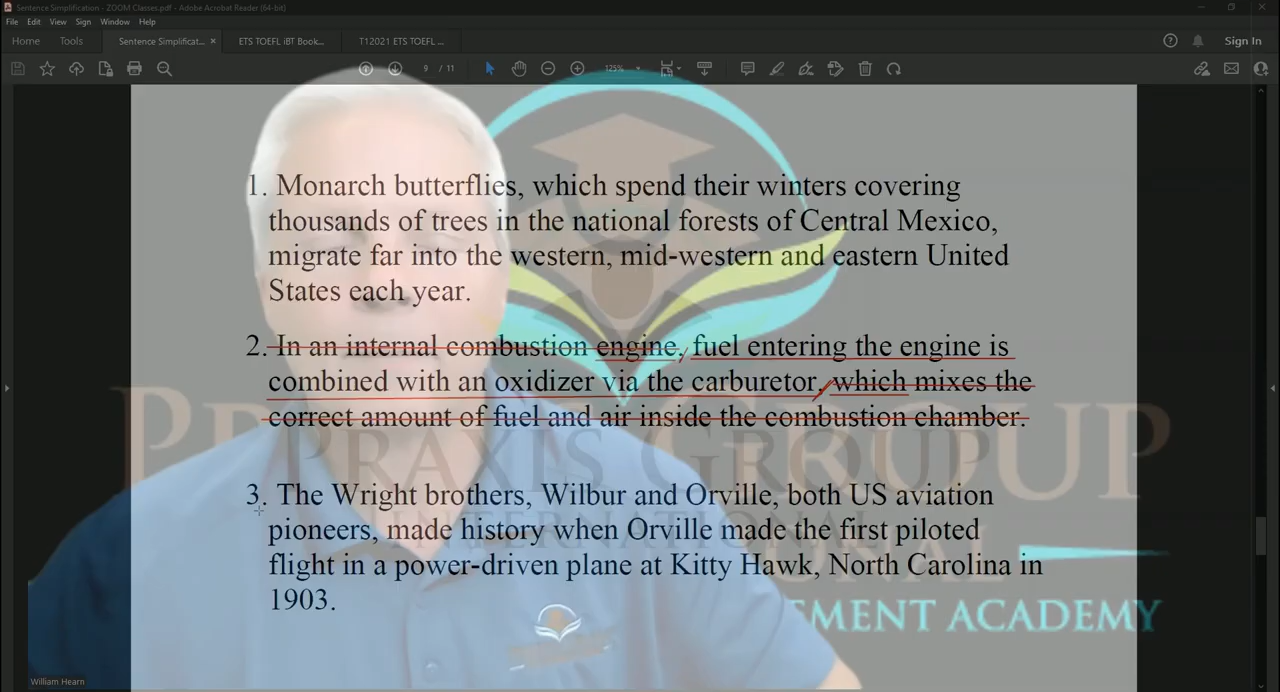 Sentence Simplification - ZOOM Classes.pdf - Adobe Acrobat Reader (64-bit)
File Edit View Sign Window Help
Home Tools Sentence Simplificat... × ETS TOEFL iBT Book... T12021 ETS TOEFL ... Sign In
9 / 11 125%
1. Monarch butterflies, which spend their winters covering
thousands of trees in the national forests of Central Mexico,
migrate far into the western, mid-western and eastern United
States each year.
2. In an internal combustion engine, fuel entering the engine is
combined with an oxidizer via the carburetor, which mixes the
correct amount of fuel and air inside the combustion chamber.
PRAXIS GROUP
3. The Wright brothers, Wilbur and Orville, both US aviation
pioneers, made history when Orville made the first piloted
INTERNATIONAL
flight in a power-driven plane at Kitty Hawk, North Carolina in
1903.
EMENT ACADEMY
William Hearn